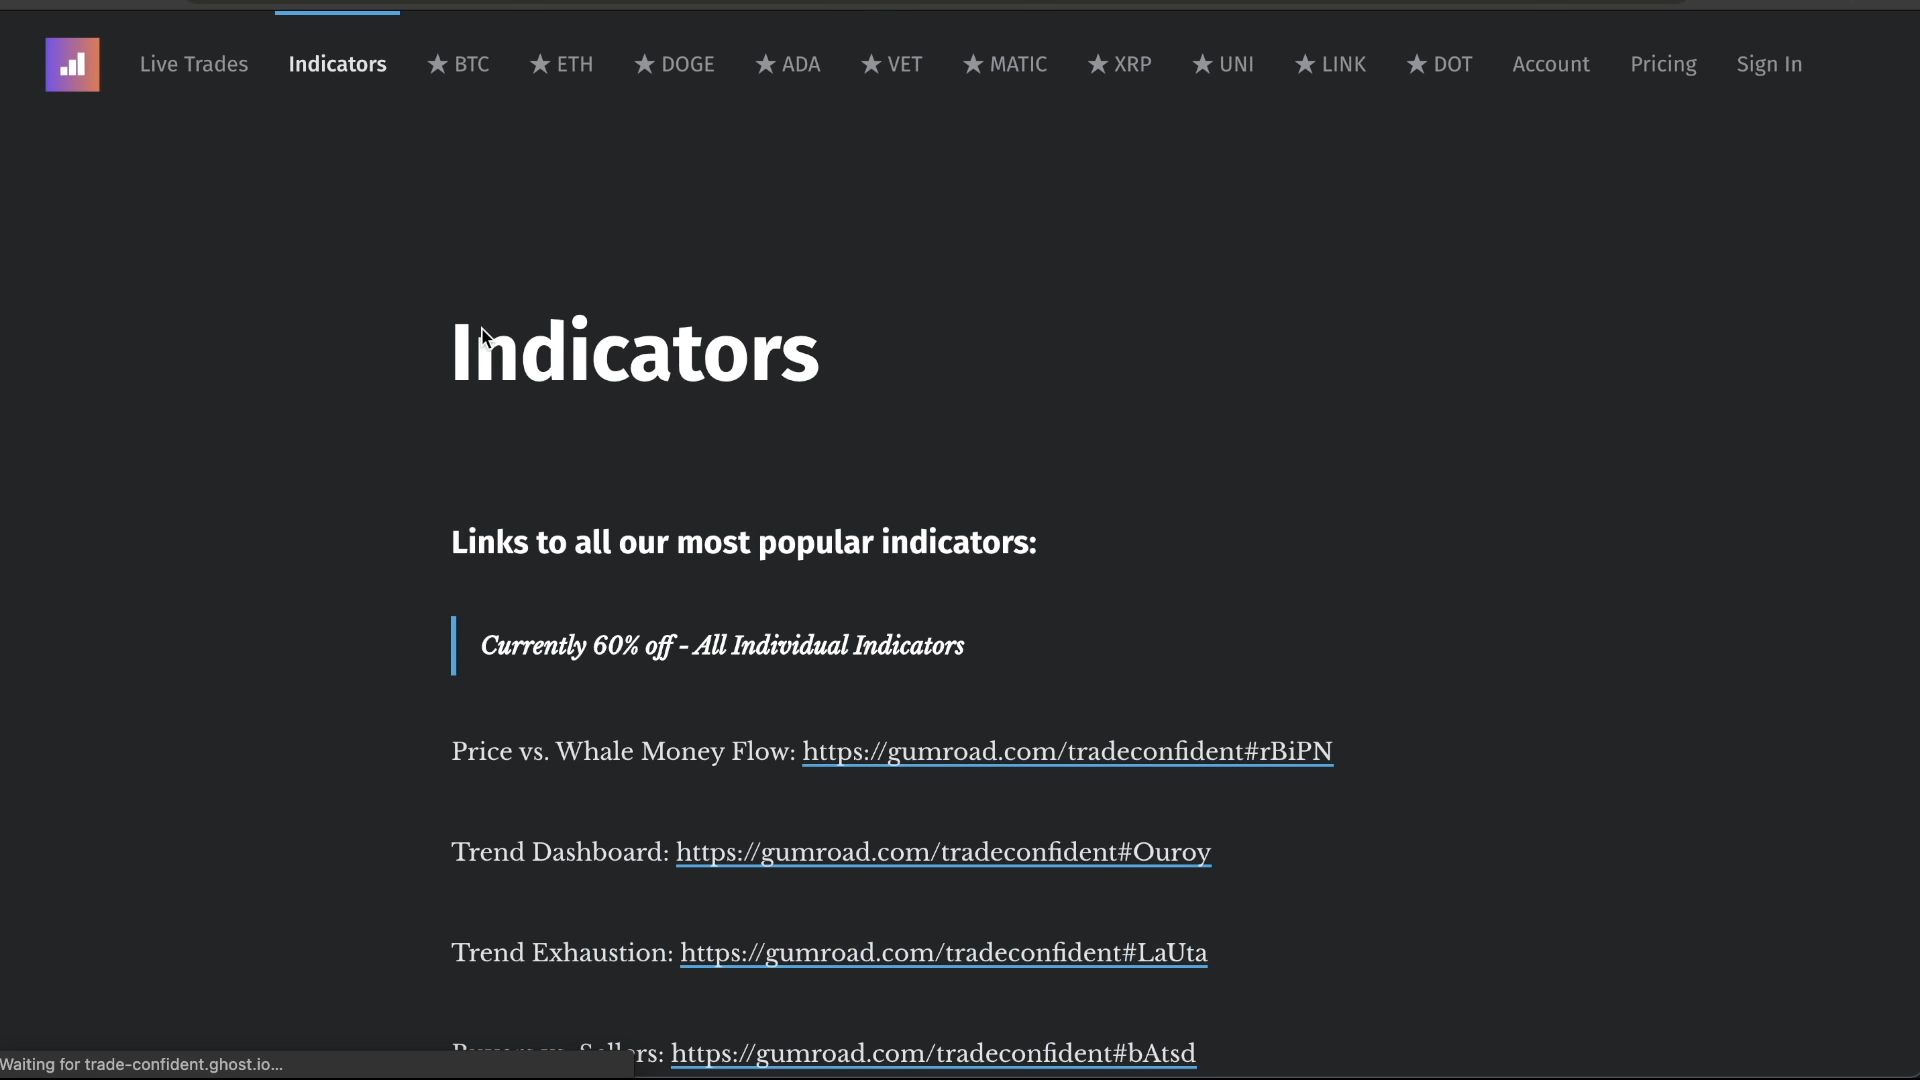 Live Trades Indicators ★ BTC ★ ETH ★ DOGE ★ ADA ★ VET ★ MATIC ★ XRP ★ UNI ★ LINK ★ DOT Account Pricing Sign In
Indicators
Links to all our most popular indicators:
Currently 60% off - All Individual Indicators
Price vs. Whale Money Flow: https://gumroad.com/tradeconfident#rBiPN
Trend Dashboard: https://gumroad.com/tradeconfident#Ouroy
Trend Exhaustion: https://gumroad.com/tradeconfident#LaUta
Buyers vs. Sellers: https://gumroad.com/tradeconfident#bAtsd
Waiting for trade-confident.ghost.io...